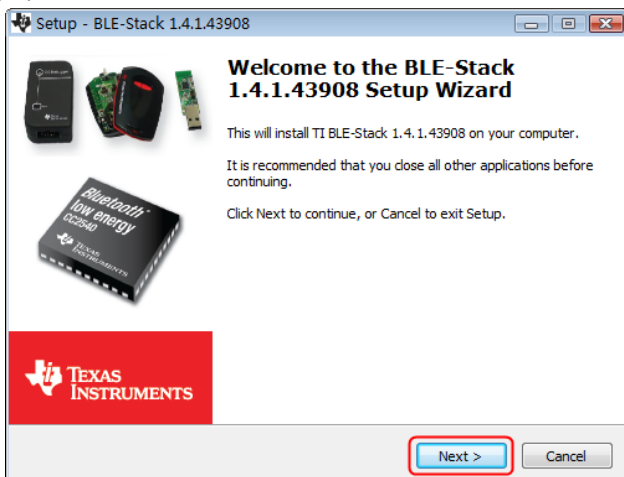 Setup - BLE-Stack 1.4.1.43908
Welcome to the BLE-Stack
1.4.1.43908 Setup Wizard
This will install TI BLE-Stack 1.4.1.43908 on your computer.
It is recommended that you close all other applications before
continuing.
Click Next to continue, or Cancel to exit Setup.
Bluetooth®
low energy
CC2540
TEXAS
INSTRUMENTS
TEXAS
INSTRUMENTS
Next >
Cancel